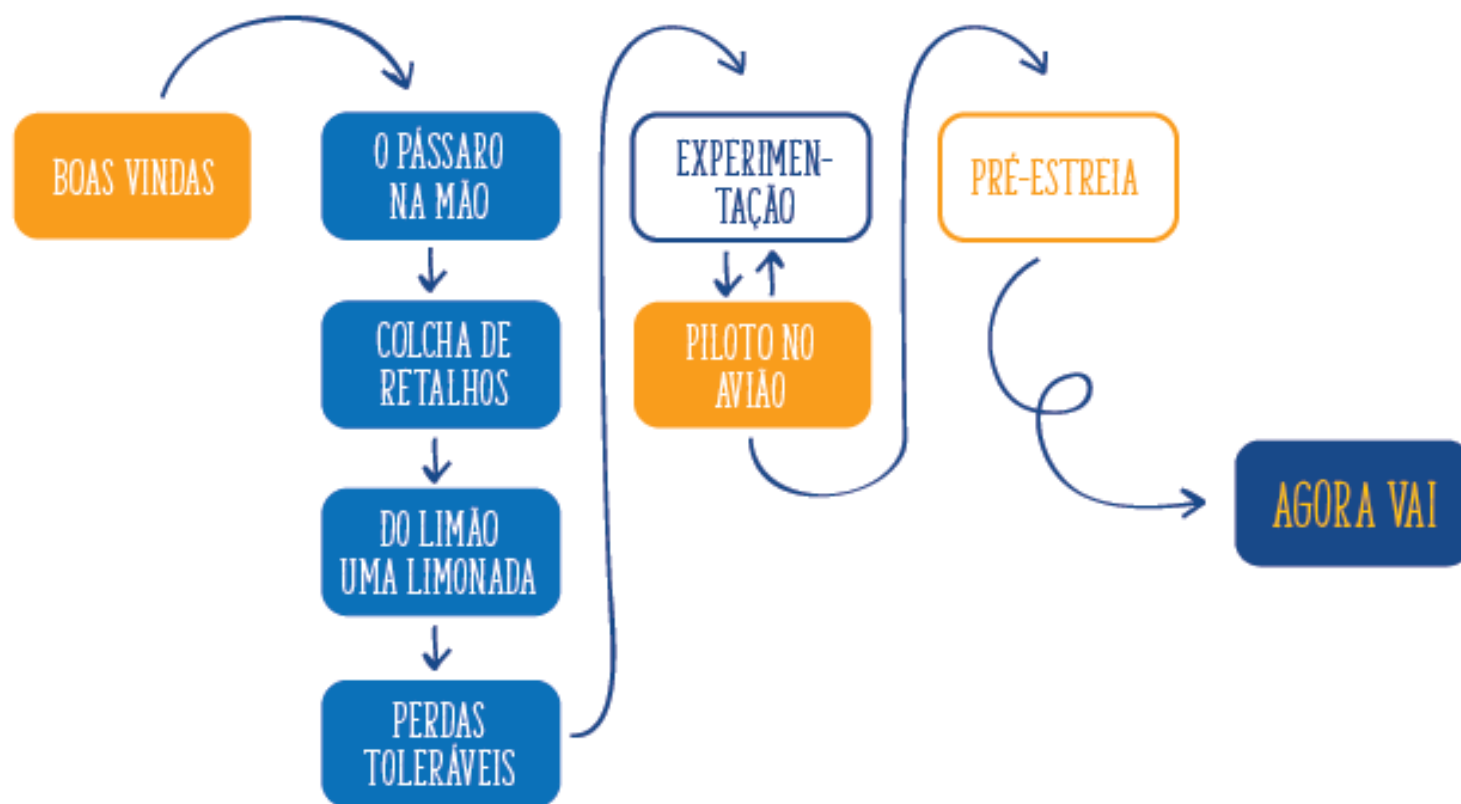 BOAS VINDAS
O PÁSSARO
NA MÃO
COLCHA DE
RETALHOS
DO LIMÃO
UMA LIMONADA
PERDAS
TOLERÁVEIS
EXPERIMEN-
TAÇÃO
PILOTO NO
AVIÃO
PRÉ-ESTREIA
AGORA VAI